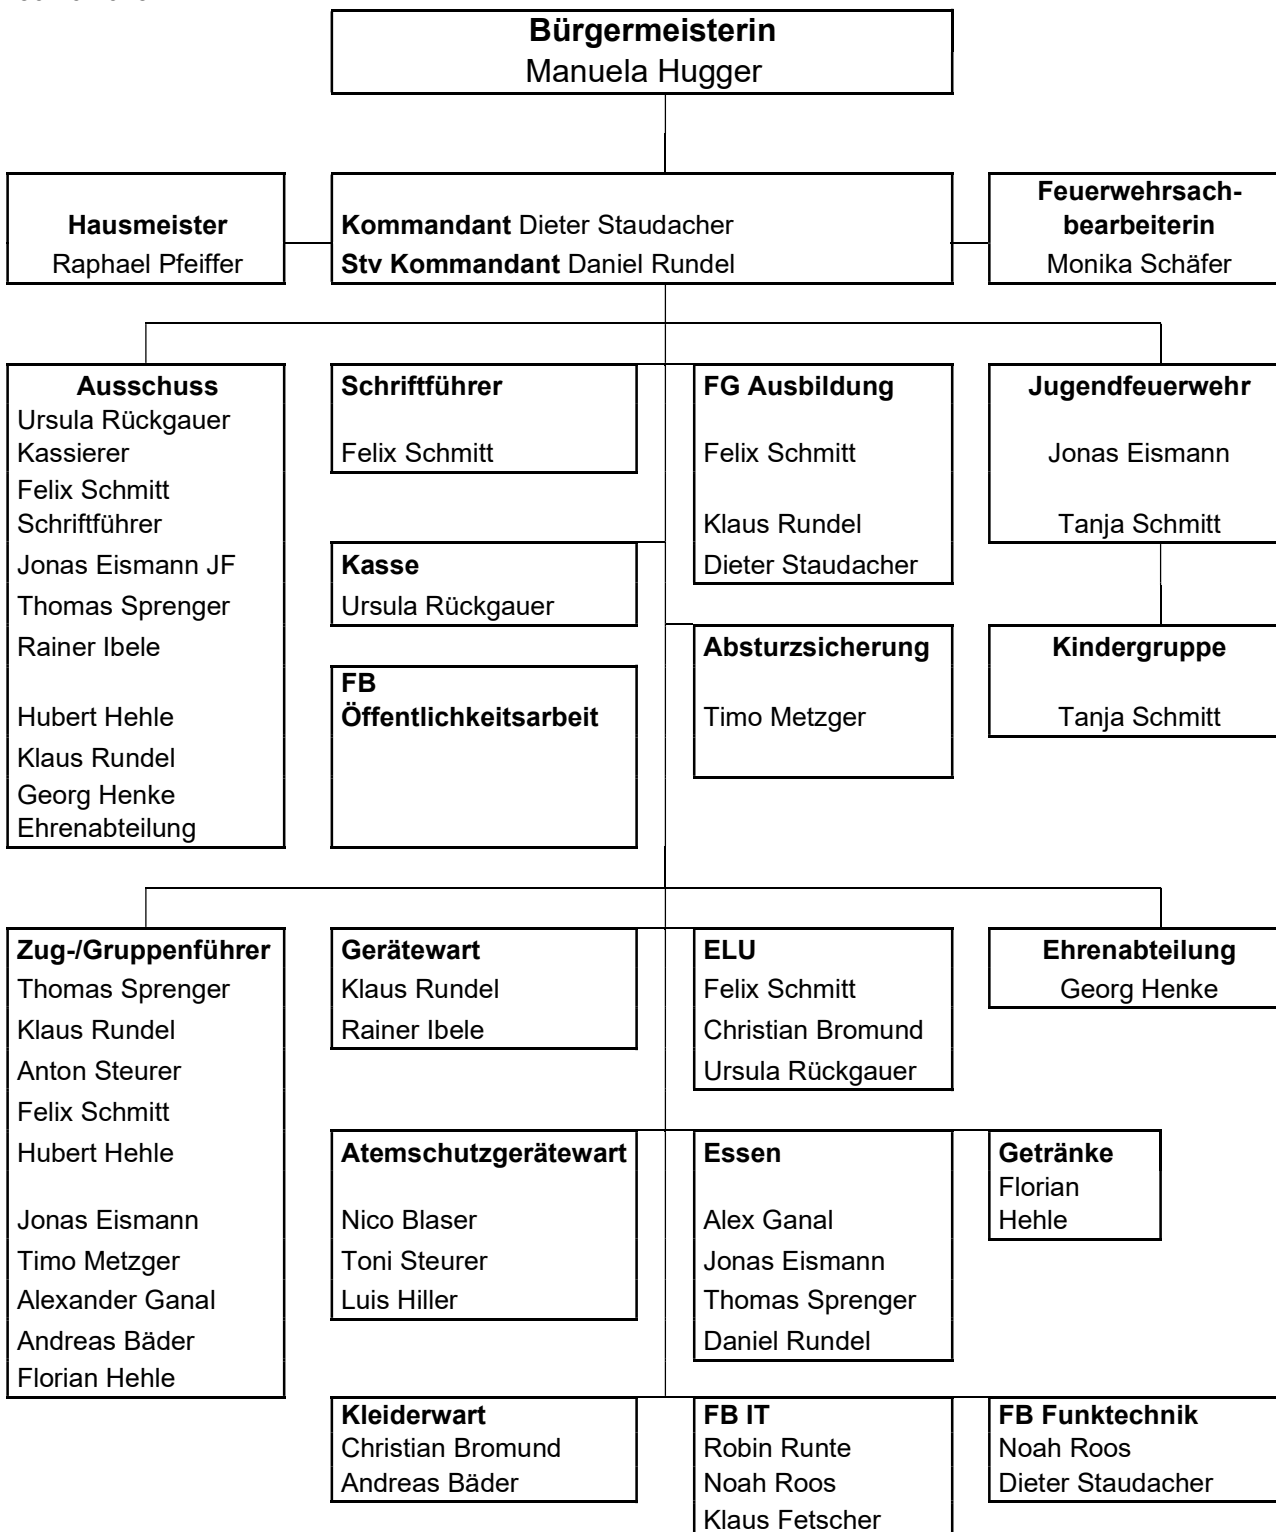 Bürgermeisterin
Manuela Hugger
Hausmeister
Raphael Pfeiffer
Kommandant Dieter Staudacher
Stv Kommandant Daniel Rundel
Feuerwehrsach-
bearbeiterin
Monika Schäfer
Ausschuss
Ursula Rückgauer
Kassierer
Felix Schmitt
Schriftführer
Jonas Eismann JF
Thomas Sprenger
Rainer Ibele
Hubert Hehle
Klaus Rundel
Georg Henke
Ehrenabteilung
Schriftführer
Felix Schmitt
Kasse
Ursula Rückgauer
FB
Öffentlichkeitsarbeit
FG Ausbildung
Felix Schmitt
Klaus Rundel
Dieter Staudacher
Absturzsicherung
Timo Metzger
Jugendfeuerwehr
Jonas Eismann
Tanja Schmitt
Kindergruppe
Tanja Schmitt
Zug-/Gruppenführer
Thomas Sprenger
Klaus Rundel
Anton Steurer
Felix Schmitt
Hubert Hehle
Jonas Eismann
Timo Metzger
Alexander Ganal
Andreas Bäder
Florian Hehle
Gerätewart
Klaus Rundel
Rainer Ibele
ELU
Felix Schmitt
Christian Bromund
Ursula Rückgauer
Ehrenabteilung
Georg Henke
Atemschutzgerätewart
Nico Blaser
Toni Steurer
Luis Hiller
Essen
Alex Ganal
Jonas Eismann
Thomas Sprenger
Daniel Rundel
Getränke
Florian
Hehle
Kleiderwart
Christian Bromund
Andreas Bäder
FB IT
Robin Runte
Noah Roos
Klaus Fetscher
FB Funktechnik
Noah Roos
Dieter Staudacher